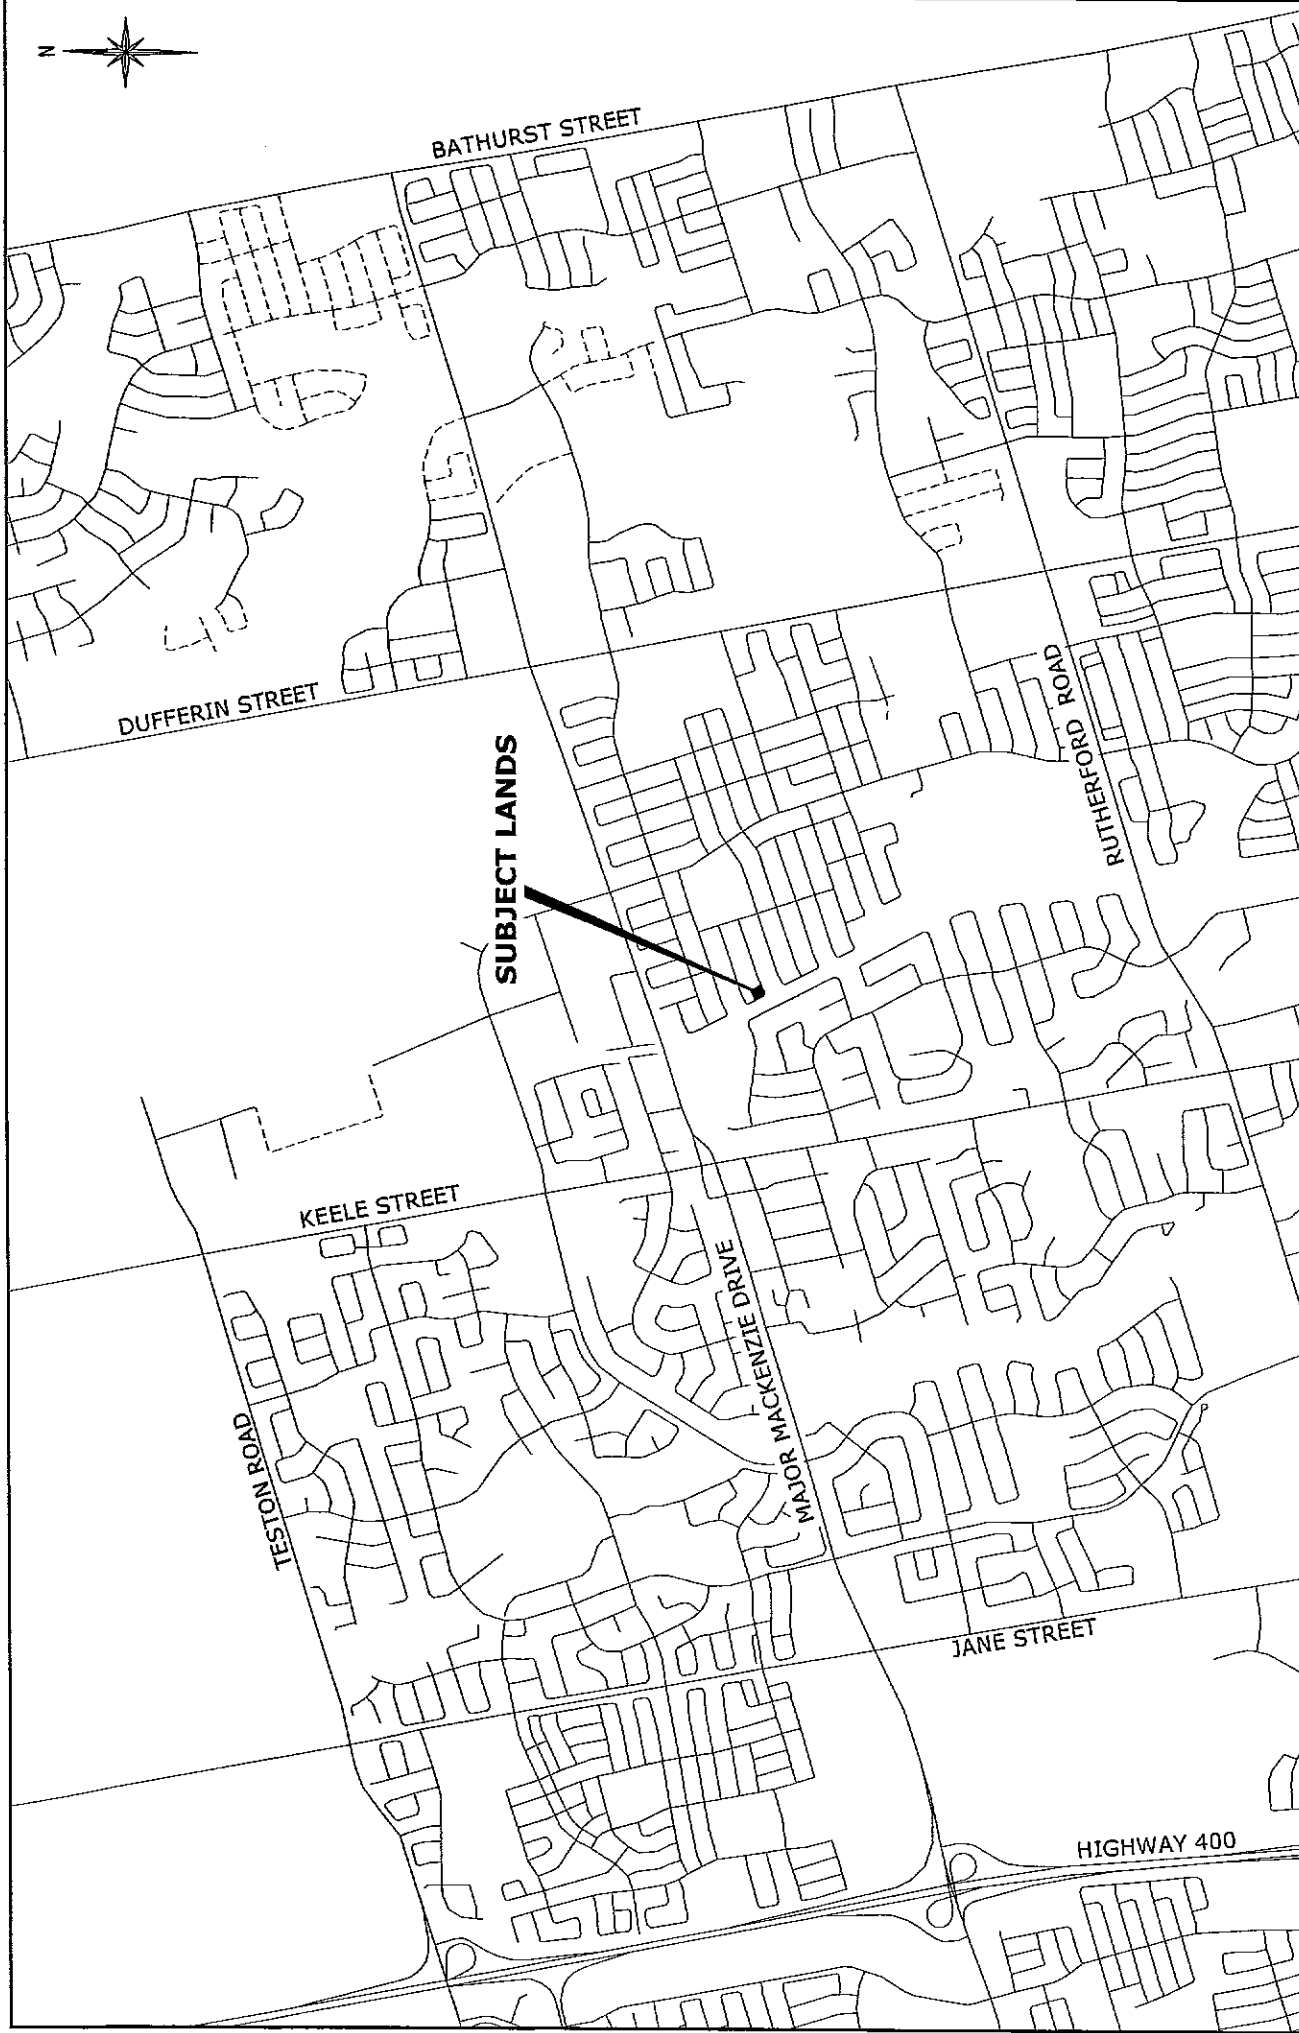 N
BATHURST STREET
DUFFERIN STREET
SUBJECT LANDS
RUTHERFORD ROAD
KEELE STREET
MAJOR MACKENZIE DRIVE
TESTON ROAD
JANE STREET
HIGHWAY 400